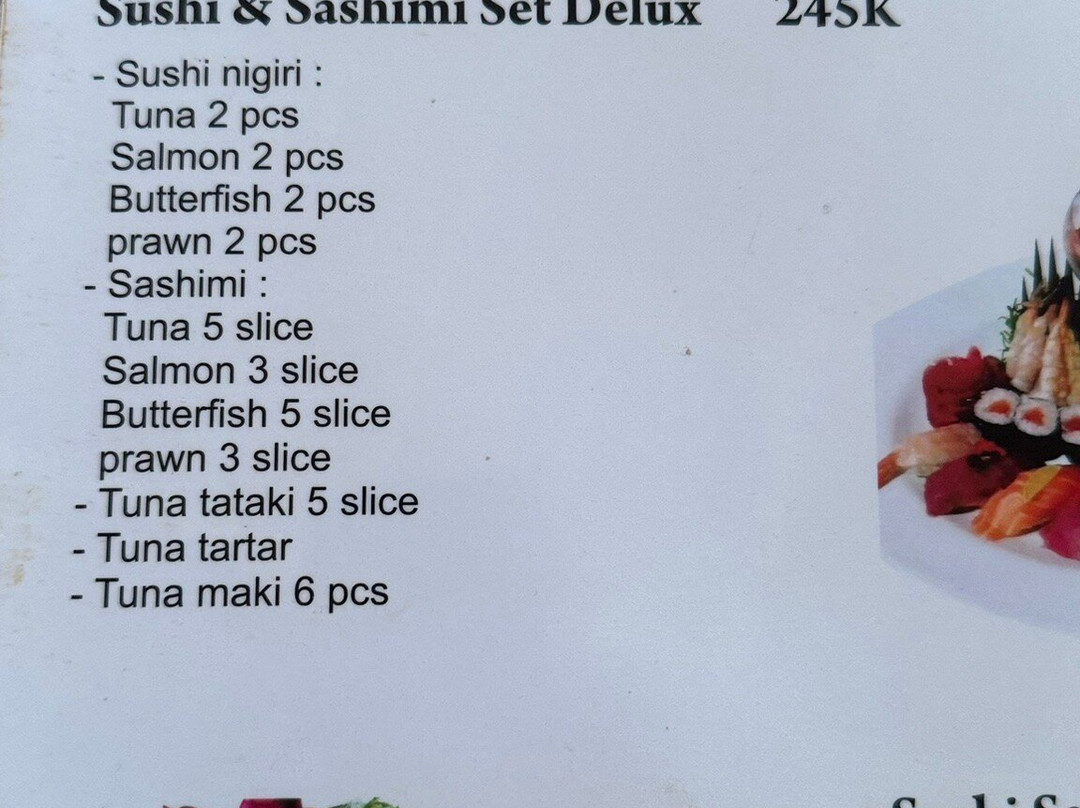 Sushi & Sashimi Set Delux 245K
- Sushi nigiri :
Tuna 2 pcs
Salmon 2 pcs
Butterfish 2 pcs
prawn 2 pcs
- Sashimi :
Tuna 5 slice
Salmon 3 slice
Butterfish 5 slice
prawn 3 slice
- Tuna tataki 5 slice
- Tuna tartar
- Tuna maki 6 pcs